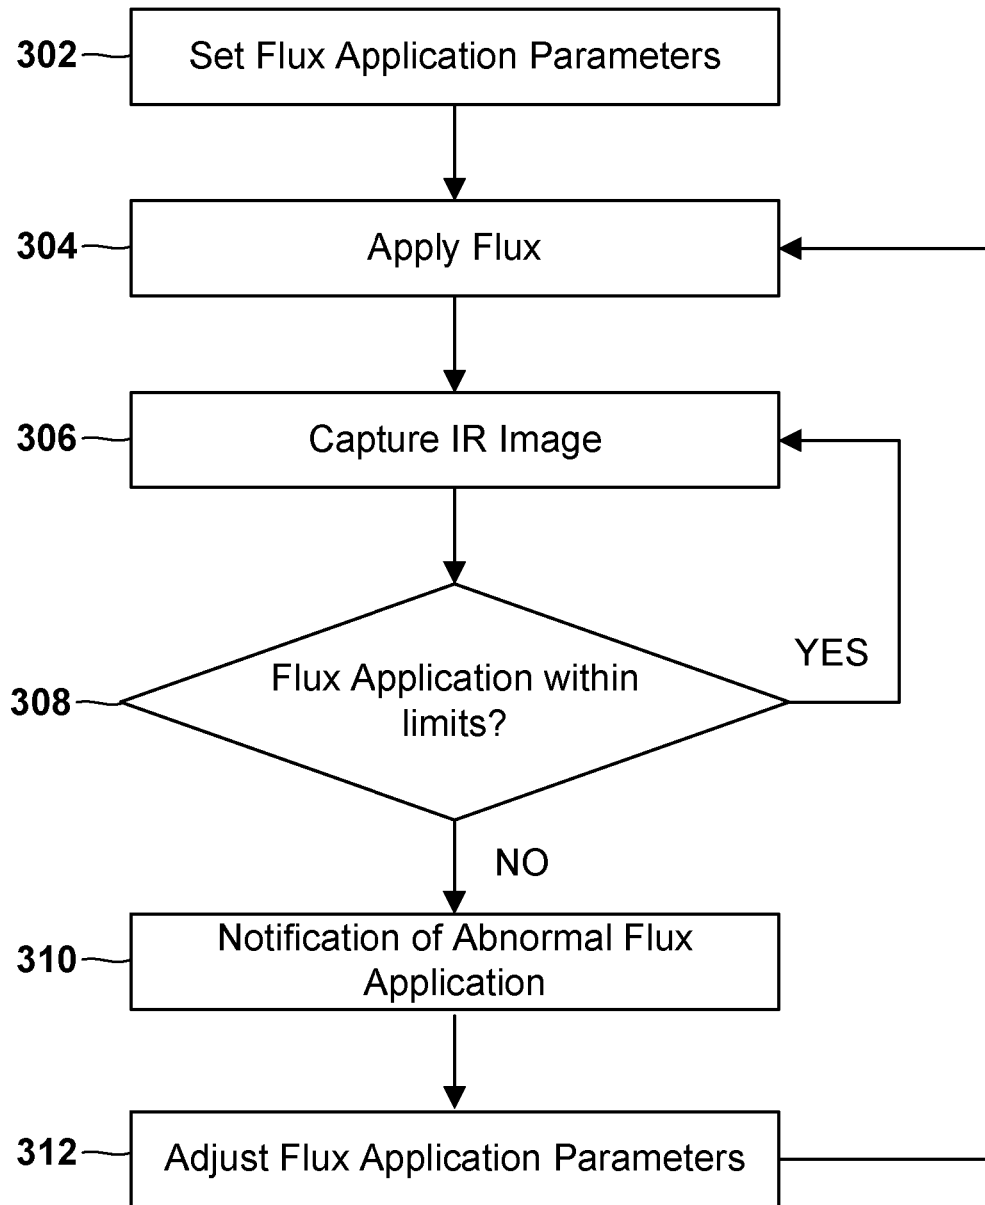 302
Set Flux Application Parameters
304
Apply Flux
306
Capture IR Image
YES
308
Flux Application within
limits?
NO
310
Notification of Abnormal Flux
Application
312
Adjust Flux Application Parameters